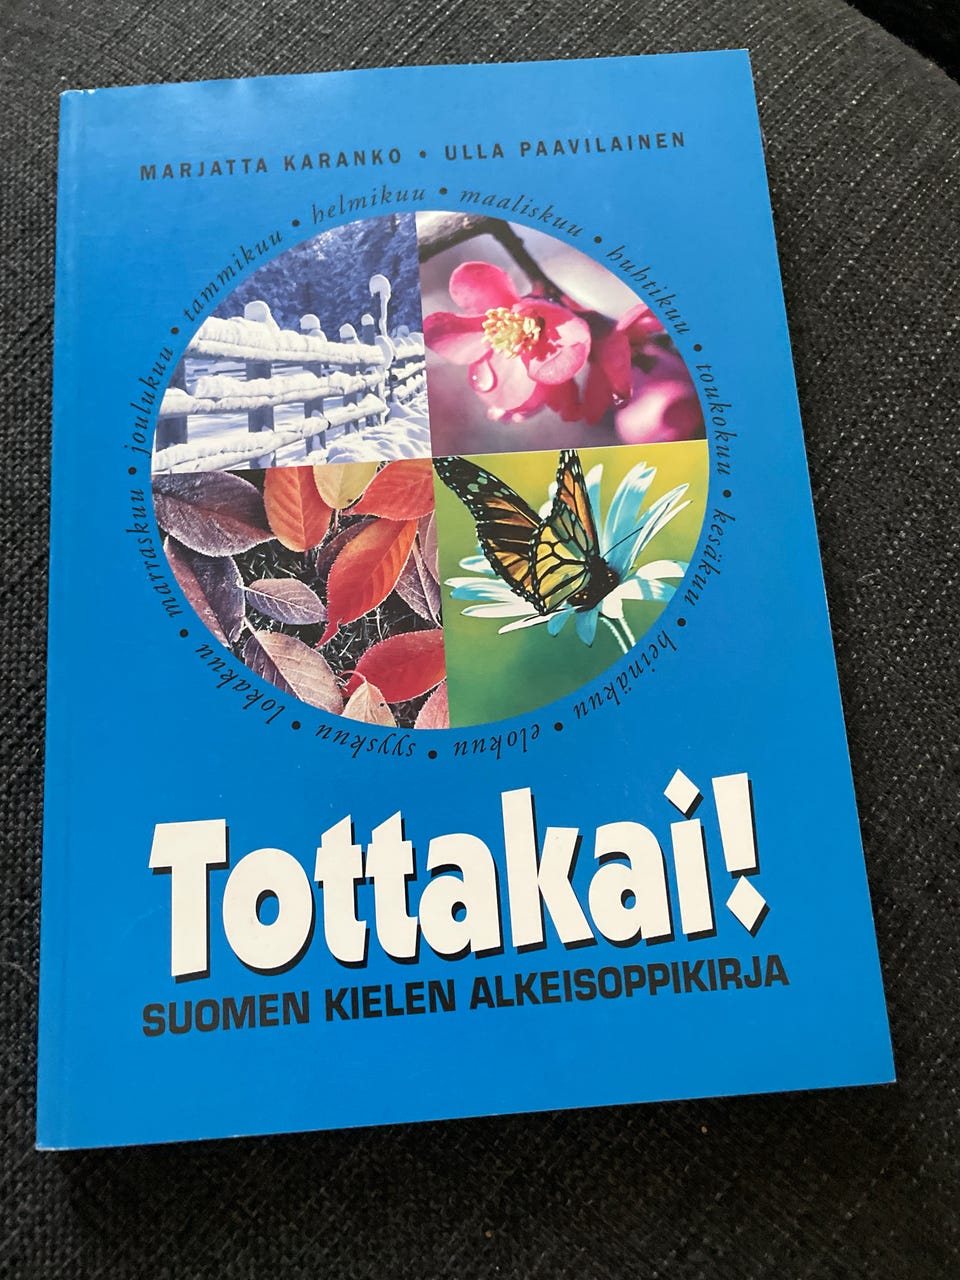 MARJATTA KARANKO • ULLA PAAVILAINEN
tammikuu • helmikuu • maaliskuu • huhtikuu • toukokuu • kesäkuu • heinäkuu • elokuu • syyskuu • lokakuu • marraskuu • joulukuu •
Tottakai!
SUOMEN KIELEN ALKEISOPPIKIRJA